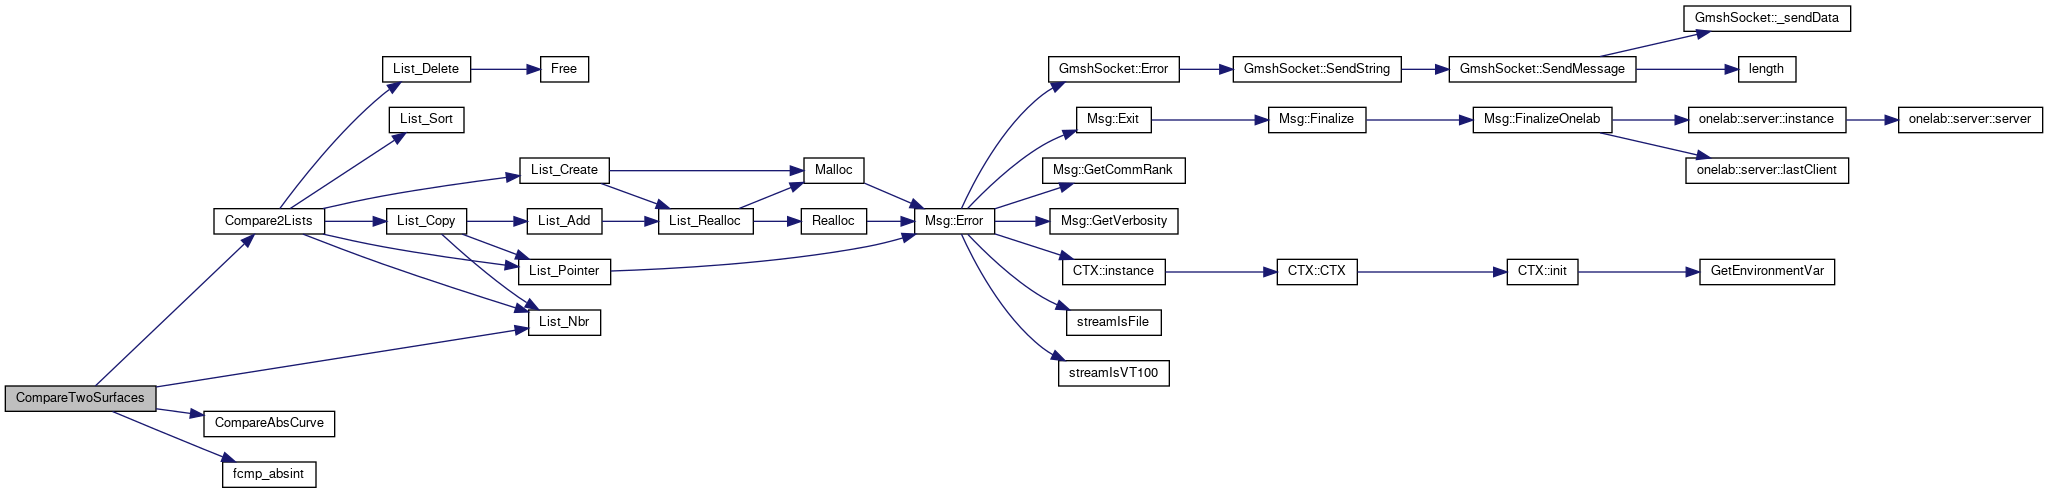 GmshSocket::_sendData
List_Delete
Free
GmshSocket::Error
GmshSocket::SendString
GmshSocket::SendMessage
length
List_Sort
Msg::Exit
Msg::Finalize
Msg::FinalizeOnelab
onelab::server::instance
onelab::server::server
List_Create
Malloc
Msg::GetCommRank
onelab::server::lastClient
Compare2Lists
List_Copy
List_Add
List_Realloc
Realloc
Msg::Error
Msg::GetVerbosity
List_Pointer
CTX::instance
CTX::CTX
CTX::init
GetEnvironmentVar
List_Nbr
streamIsFile
streamIsVT100
CompareTwoSurfaces
CompareAbsCurve
fcmp_absint